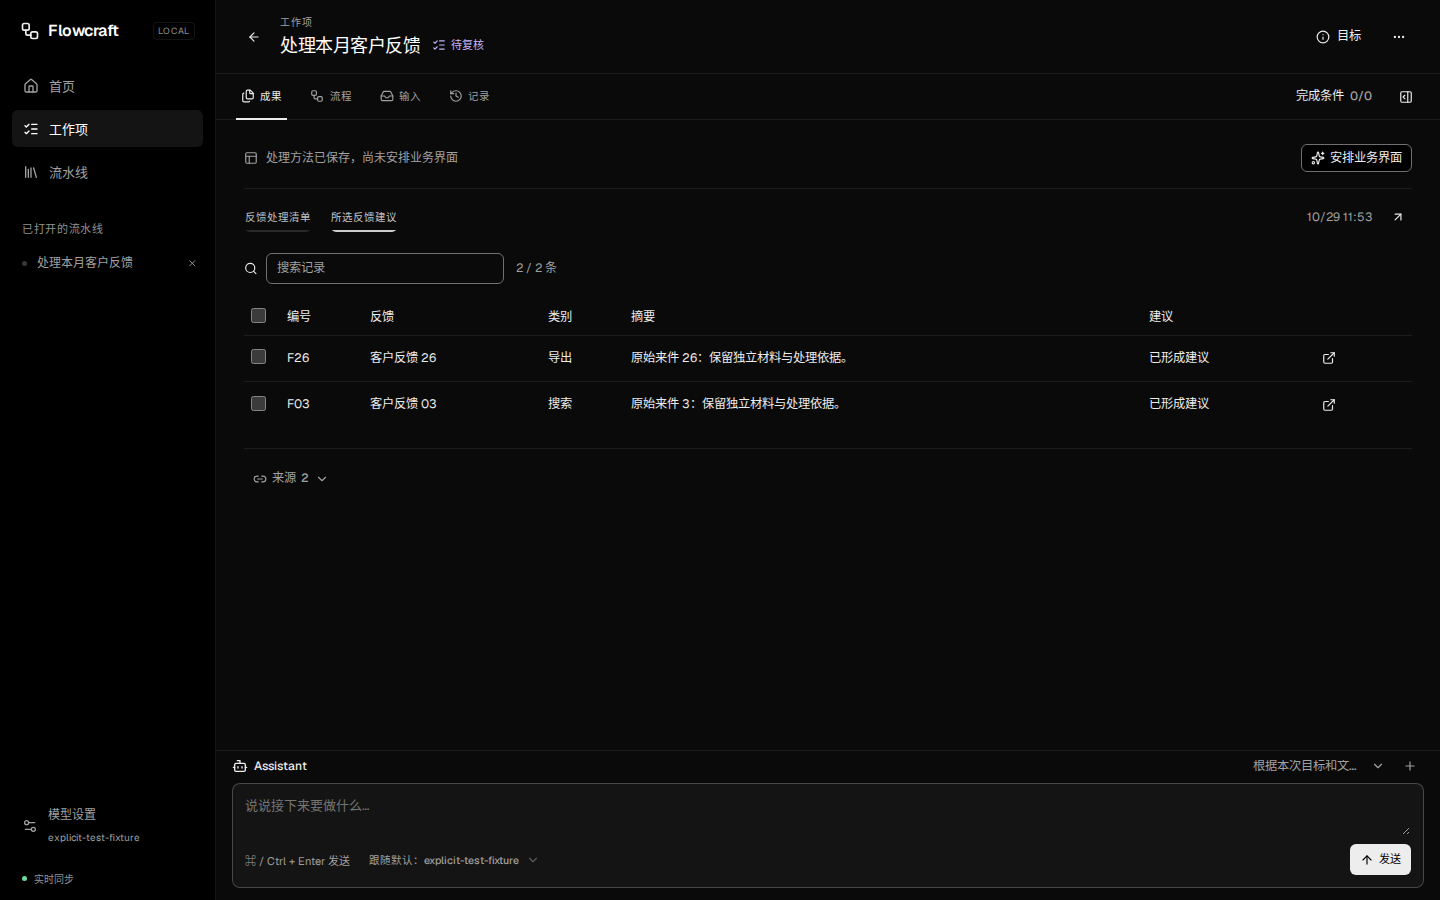 Flowcraft
LOCAL
首页
工作项
流水线
已打开的流水线
处理本月客户反馈
模型设置
explicit-test-fixture
实时同步
工作项
处理本月客户反馈
待复核
目标
成果
流程
输入
记录
完成条件 0/0
处理方法已保存，尚未安排业务界面
安排业务界面
反馈处理清单
所选反馈建议
10/29 11:53
搜索记录
2 / 2 条
编号 反馈 类别 摘要 建议
F26 客户反馈 26 导出 原始来件 26：保留独立材料与处理依据。 已形成建议
F03 客户反馈 03 搜索 原始来件 3：保留独立材料与处理依据。 已形成建议
来源 2
Assistant
根据本次目标和文...
说说接下来要做什么...
⌘ / Ctrl + Enter 发送
跟随默认：explicit-test-fixture
发送